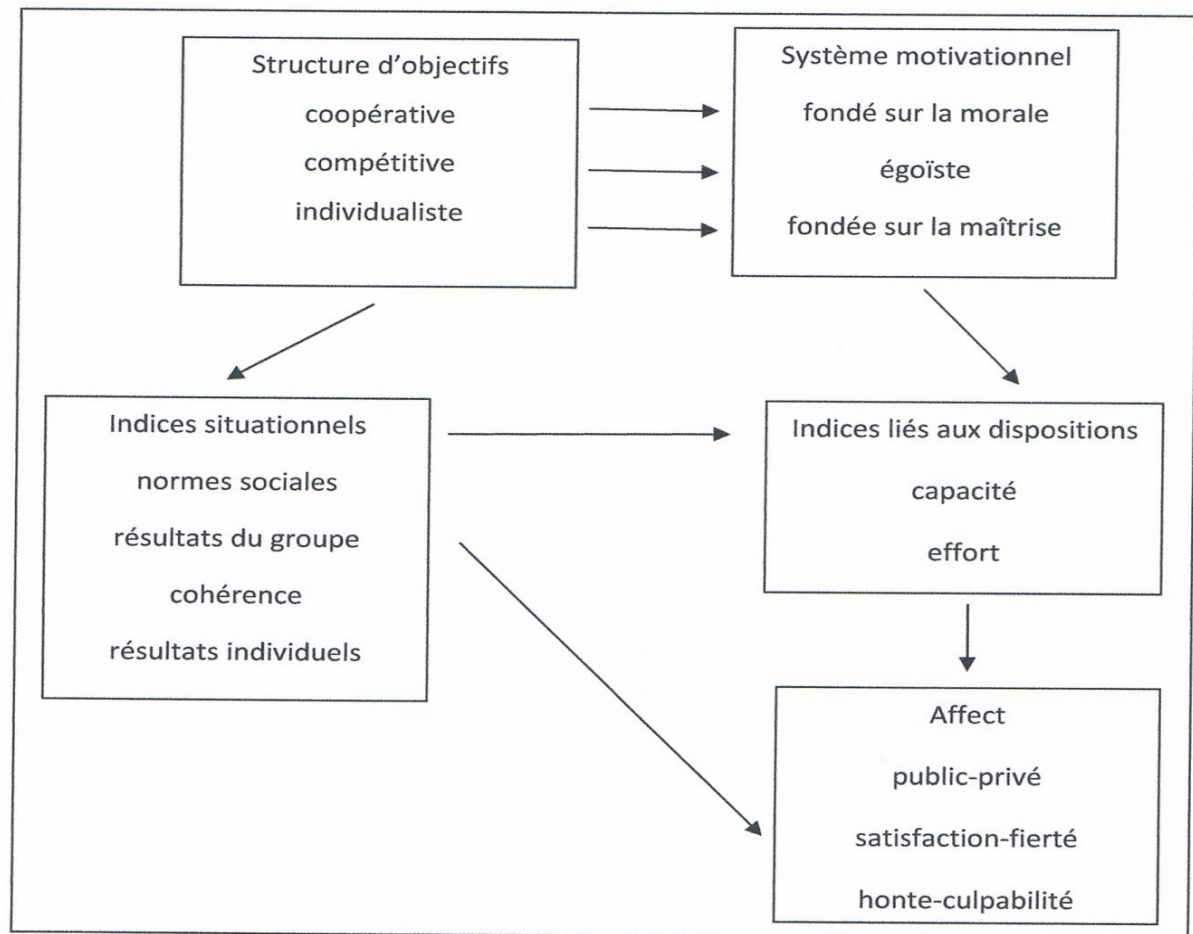 Structure d'objectifs
coopérative
compétitive
individualiste
Système motivationnel
fondé sur la morale
égoïste
fondée sur la maîtrise
Indices situationnels
normes sociales
résultats du groupe
cohérence
résultats individuels
Indices liés aux dispositions
capacité
effort
Affect
public-privé
satisfaction-fierté
honte-culpabilité